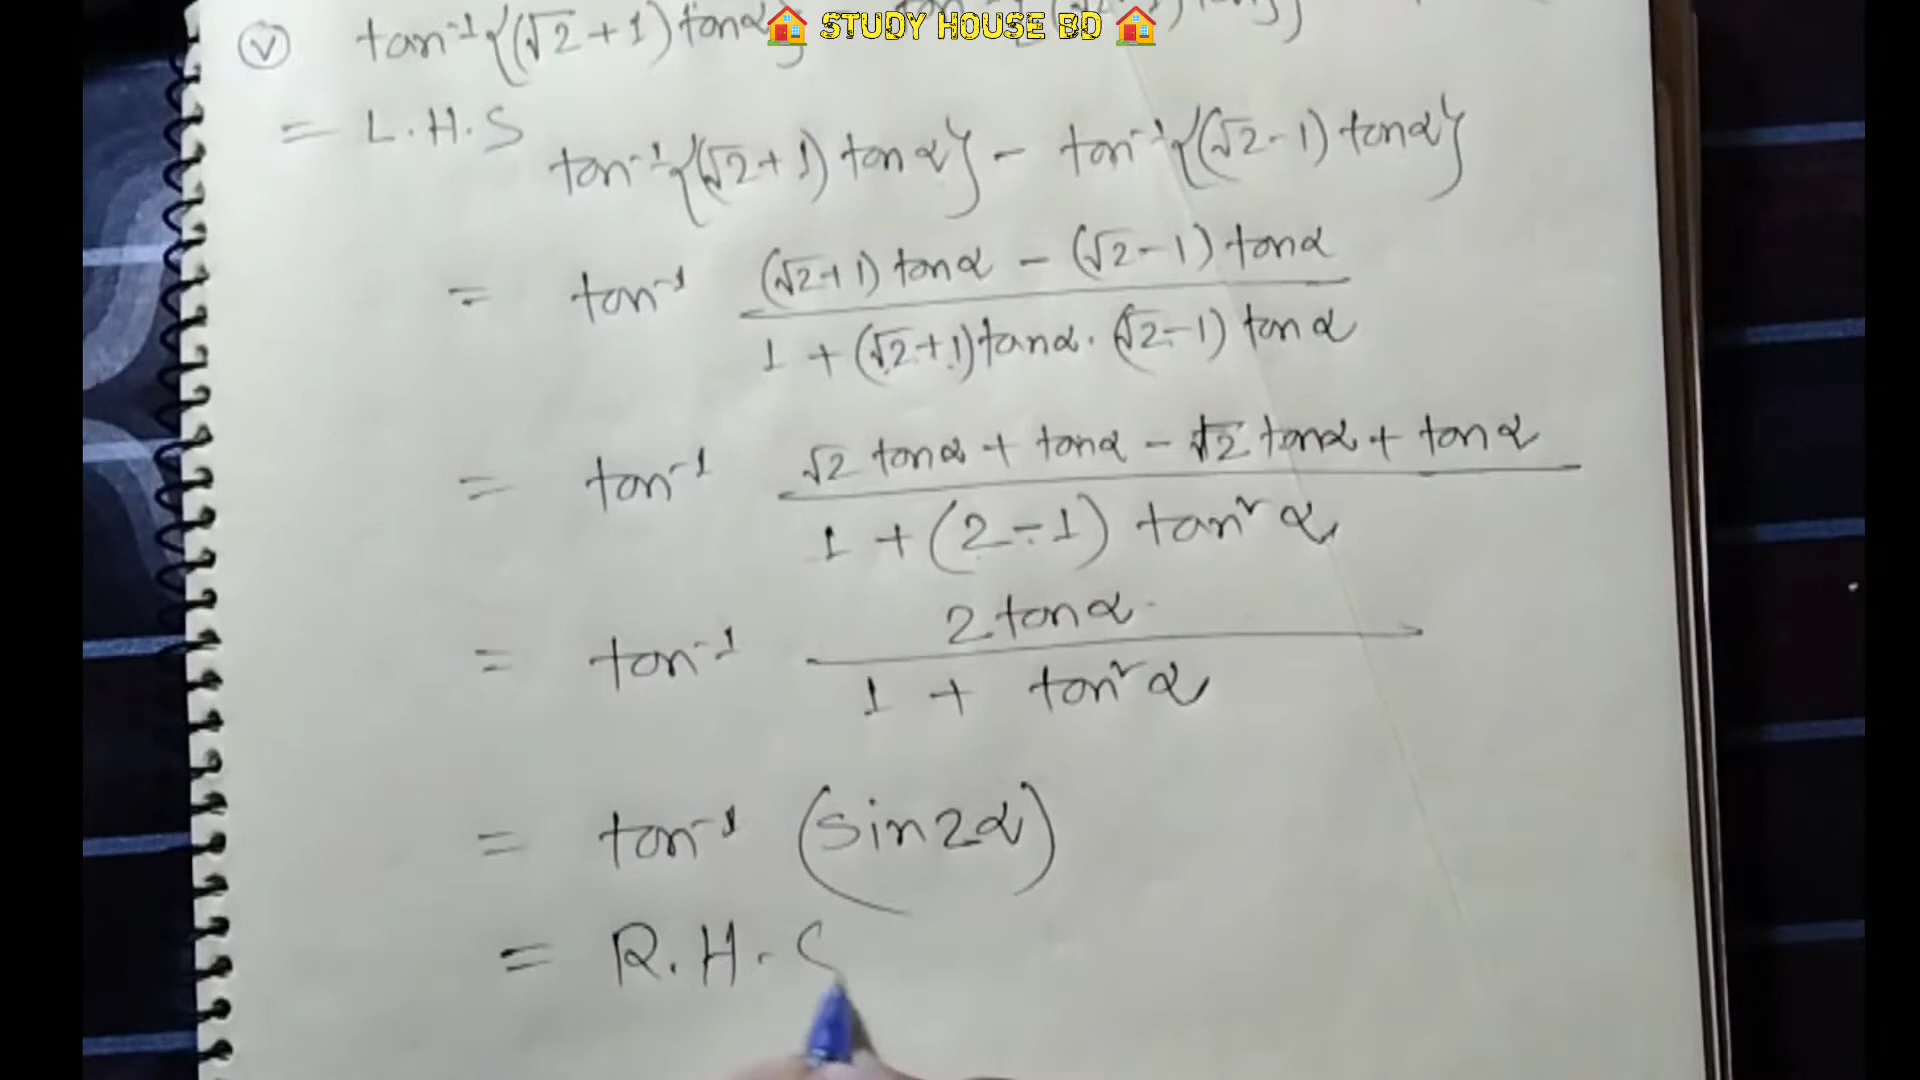 🏠 STUDY HOUSE BD 🏠
(v) tan⁻¹{(√2+1)tanα}
= L.H.S
tan⁻¹{(√2+1) tanα} - tan⁻¹{(√2-1) tanα}
= tan⁻¹ (√2+1) tanα - (√2-1) tanα
1 + (√2+1)tanα. (√2-1) tanα
= tan⁻¹ √2 tanα + tanα - √2 tanα + tanα
1 + (2-1) tan²α
= tan⁻¹ 2 tanα
1 + tan²α
= tan⁻¹ (sin2α)
= R.H.S